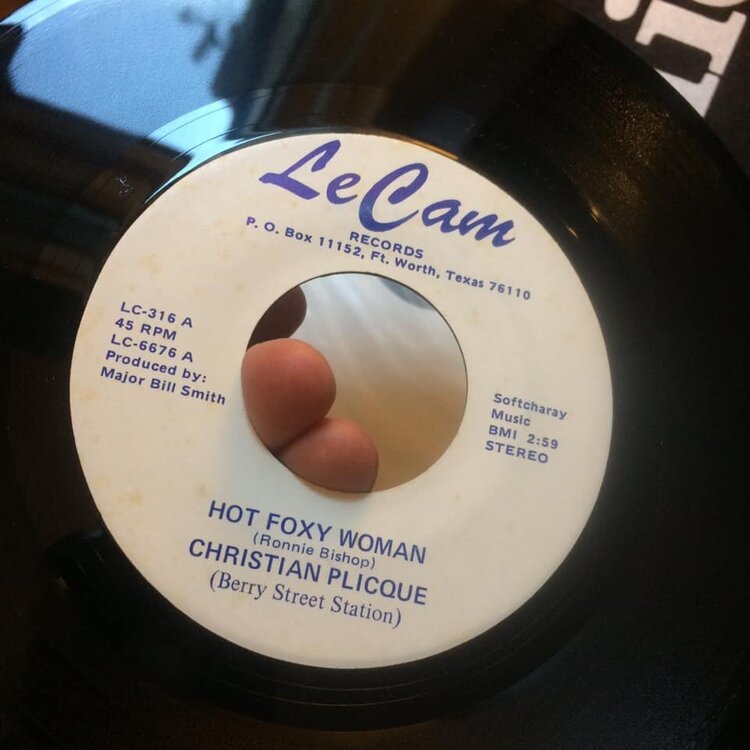 LeCam
RECORDS
P. O. Box 11152, Ft. Worth, Texas 76110
LC-316 A
45 RPM
LC-6676 A
Produced by:
Major Bill Smith
Softcharay
Music
BMI 2:59
STEREO
HOT FOXY WOMAN
(Ronnie Bishop)
CHRISTIAN PLICQUE
(Berry Street Station)